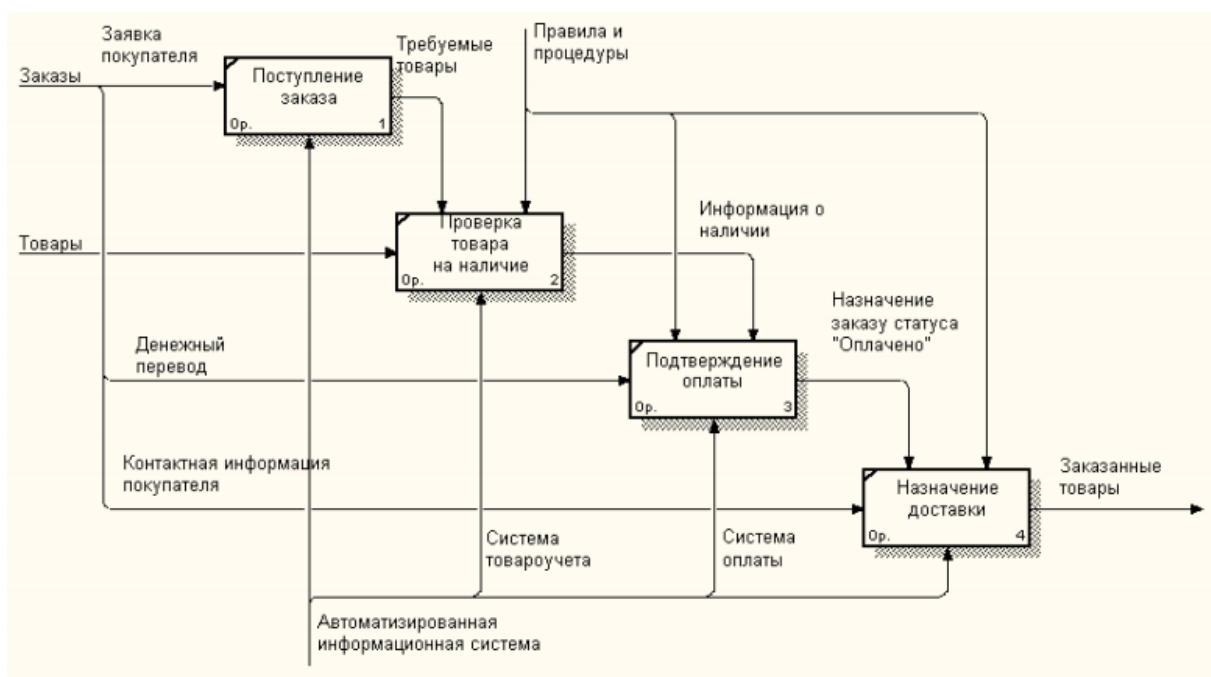 Заявка
покупателя
Заказы
Поступление
заказа
0р.
1
Требуемые
товары
Правила и
процедуры
Товары
Проверка
товара
на наличие
0р.
2
Информация о
наличии
Денежный
перевод
Подтверждение
оплаты
0р.
3
Назначение
заказу статуса
"Оплачено"
Контактная информация
покупателя
Назначение
доставки
0р.
4
Заказанные
товары
Система
товароучета
Система
оплаты
Автоматизированная
информационная система